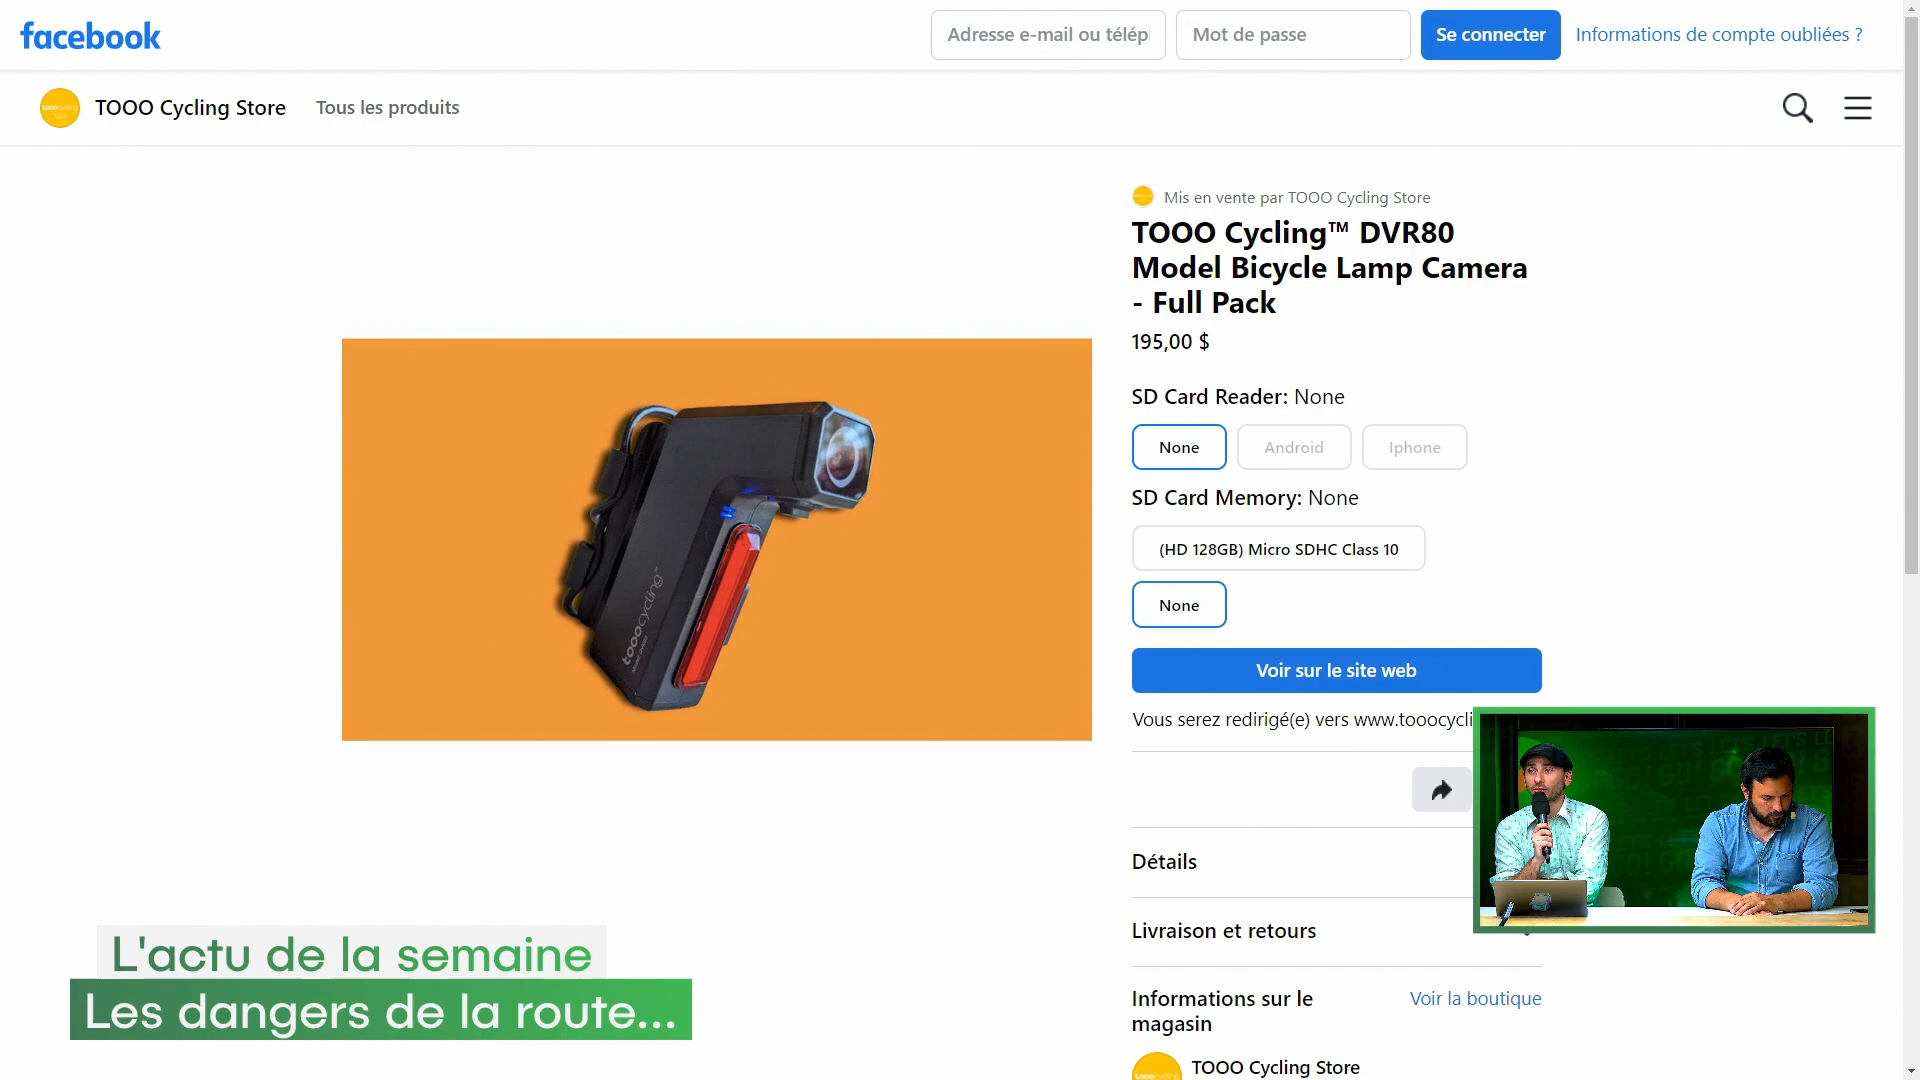 facebook
Adresse e-mail ou télép
Mot de passe
Se connecter
Informations de compte oubliées ?
TOOO Cycling Store
Tous les produits
Mis en vente par TOOO Cycling Store
TOOO Cycling™ DVR80
Model Bicycle Lamp Camera
- Full Pack
195,00 $
SD Card Reader: None
None
Android
Iphone
SD Card Memory: None
(HD 128GB) Micro SDHC Class 10
None
tooocycling™
Voir sur le site web
Vous serez redirigé(e) vers www.tooocycli
Détails
Livraison et retours
L'actu de la semaine
Les dangers de la route...
Informations sur le
magasin
Voir la boutique
TOOO Cycling Store